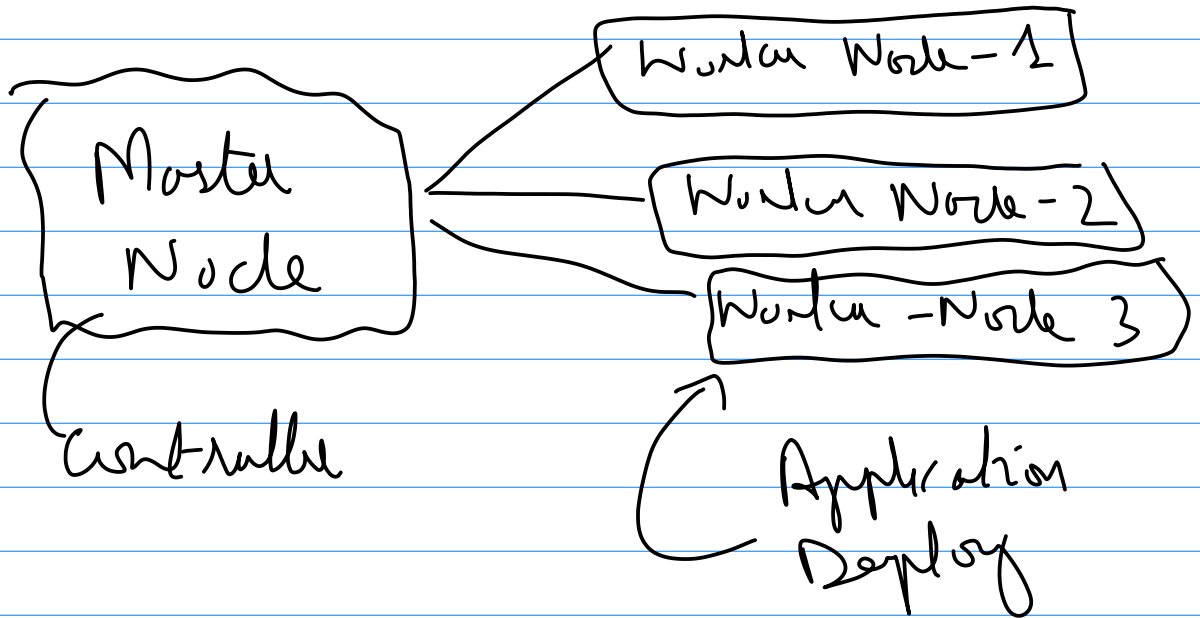 Master
Node
Worker Node-1
Worker Node-2
Worker-Node 3
Controller
Application
Deploy